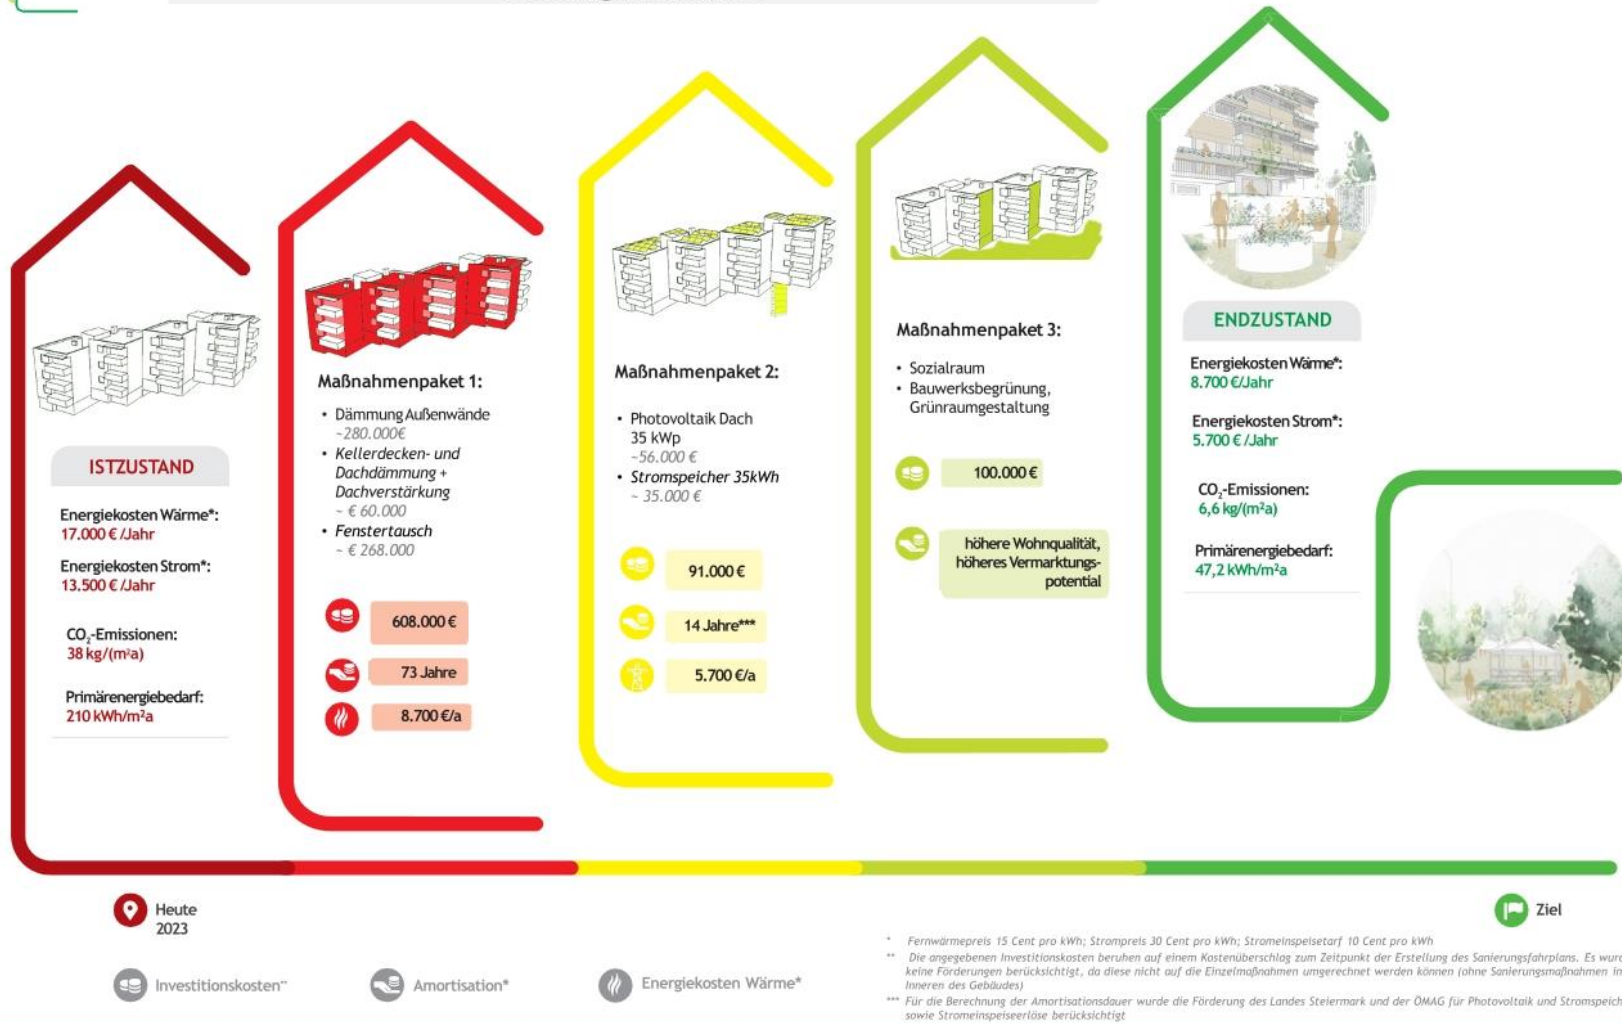 ISTZUSTAND
Energiekosten Wärme*:
17.000 € /Jahr
Energiekosten Strom*:
13.500 € /Jahr
CO₂-Emissionen:
38 kg/(m²a)
Primärenergiebedarf:
210 kWh/m²a
Maßnahmenpaket 1:
• Dämmung Außenwände
~280.000€
• Kellerdecken- und
Dachdämmung +
Dachverstärkung
~ € 60.000
• Fenstertausch
~ € 268.000
608.000 €
73 Jahre
8.700 €/a
Maßnahmenpaket 2:
• Photovoltaik Dach
35 kWp
~56.000 €
• Stromspeicher 35kWh
~ 35.000 €
91.000 €
14 Jahre***
5.700 €/a
Maßnahmenpaket 3:
• Sozialraum
• Bauwerksbegrünung,
Grünraumgestaltung
100.000 €
höhere Wohnqualität,
höheres Vermarktungs-
potential
ENDZUSTAND
Energiekosten Wärme*:
8.700 €/Jahr
Energiekosten Strom*:
5.700 € /Jahr
CO₂-Emissionen:
6,6 kg/(m²a)
Primärenergiebedarf:
47,2 kWh/m²a
Heute
2023
Ziel
Investitionskosten**
Amortisation*
Energiekosten Wärme*
* Fernwärmepreis 15 Cent pro kWh; Strompreis 30 Cent pro kWh; Stromeinspeisetarf 10 Cent pro kWh
** Die angegebenen Investitionskosten beruhen auf einem Kostenüberschlag zum Zeitpunkt der Erstellung des Sanierungsfahrplans. Es wurd
keine Förderungen berücksichtigt, da diese nicht auf die Einzelmaßnahmen umgerechnet werden können (ohne Sanierungsmaßnahmen in
Inneren des Gebäudes)
*** Für die Berechnung der Amortisationsdauer wurde die Förderung des Landes Steiermark und der ÖMAG für Photovoltaik und Stromspeich
sowie Stromeinspeiseerlöse berücksichtigt